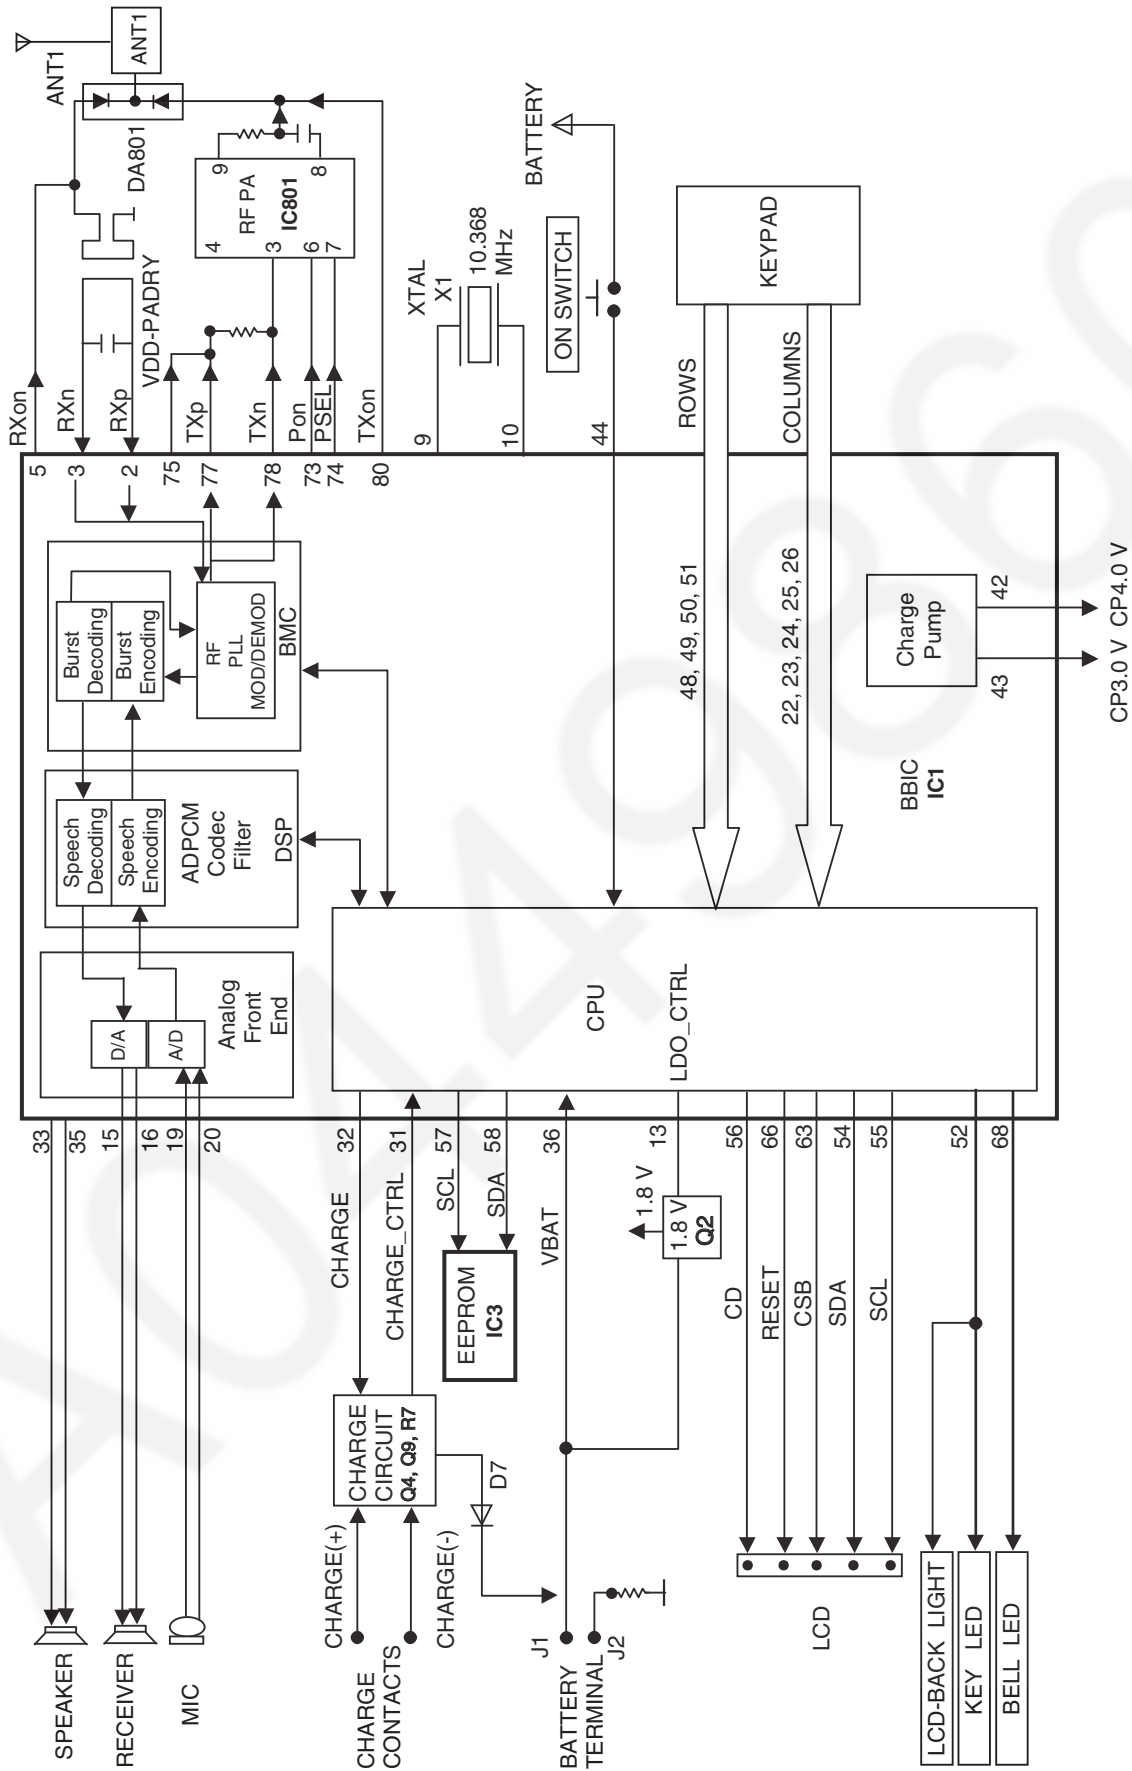 SPEAKER
RECEIVER
MIC
33
35
15
16
19
20
D/A
A/D
Analog
Front
End
Speech
Decoding
Speech
Encoding
ADPCM
Codec
Filter
DSP
Burst
Decoding
Burst
Encoding
RF
PLL
MOD/DEMOD
BMC
5
3
2
75
77
78
73
74
80
RXon
RXn
RXp
VDD-PADRY
TXp
TXn
Pon
PSEL
TXon
DA801
ANT1
ANT1
4
3
6
7
9
8
RF PA
IC801
CHARGE
CONTACTS
CHARGE(+)
CHARGE(-)
CHARGE
CIRCUIT
Q4, Q9, R7
D7
CHARGE
CHARGE_CTRL
32
31
EEPROM
IC3
SCL
SDA
57
58
BATTERY
TERMINAL
J1
J2
VBAT
36
1.8 V
1.8 V
Q2
13
CPU
LDO_CTRL
9
10
XTAL
X1
10.368
MHz
44
ON SWITCH
BATTERY
48, 49, 50, 51
ROWS
22, 23, 24, 25, 26
COLUMNS
KEYPAD
LCD
CD
RESET
CSB
SDA
SCL
56
66
63
54
55
LCD-BACK LIGHT
KEY LED
BELL LED
52
68
BBIC
IC1
Charge
Pump
43
42
CP3.0 V
CP4.0 V